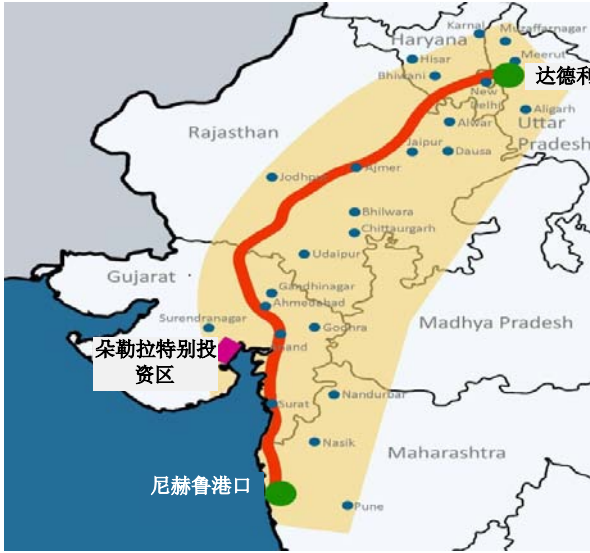 Karnal
Muzaffarnagar
Haryana
Hisar
Meerut
Bhiwani
达德利
New
Delhi
Aligarh
Alwar
Uttar
Pradesh
Rajasthan
Jaipur
Dausa
Ajmer
Jodhpur
Bhilwara
Chittaurgarh
Udaipur
Gujarat
Gandhinagar
Ahmedabad
Surendranagar
Godhra
Madhya Pradesh
Anand
朵勒拉特别投
资区
Nandurbar
Surat
Nasik
Maharashtra
尼赫鲁港口
Pune